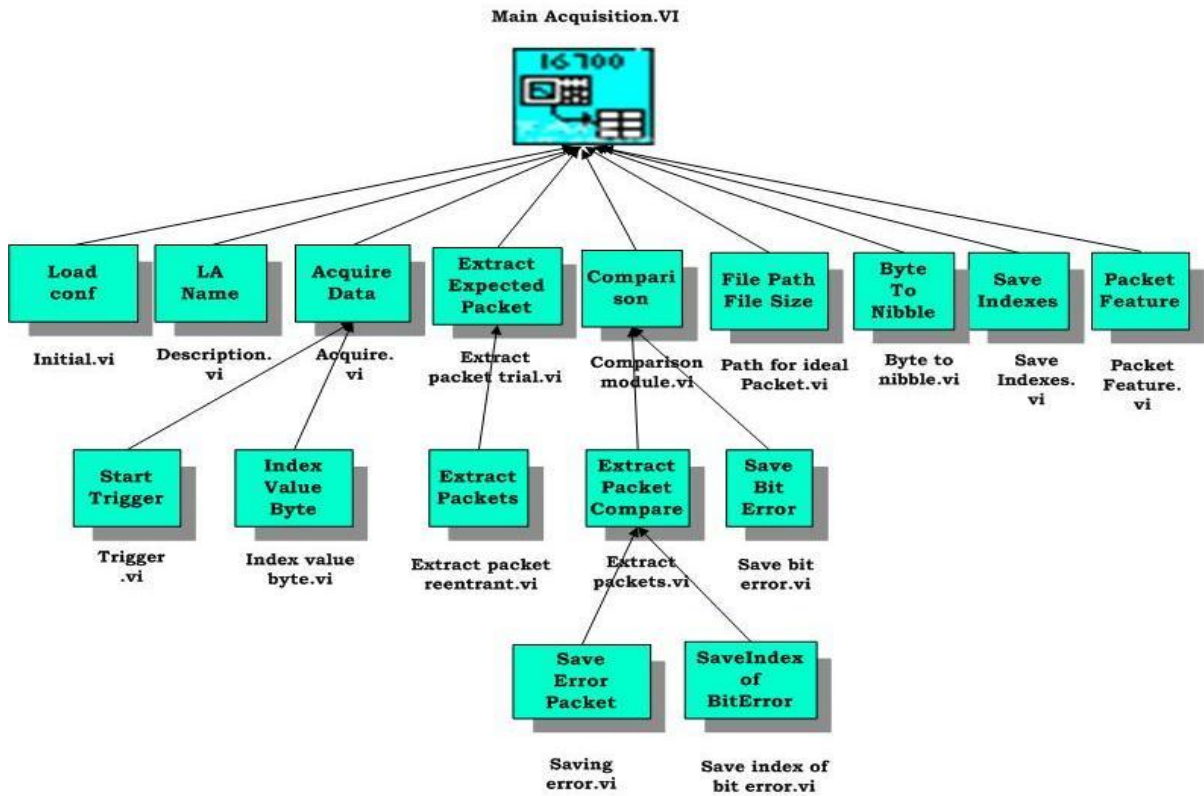 Main Acquisition.VI
16700
Load
conf
LA
Name
Acquire
Data
Extract
Expected
Packet
Comparis
on
File Path
File Size
Byte
To
Nibble
Save
Indexes
Packet
Feature
Initial.vi
Description.
vi
Acquire.
vi
Extract
packet trial.vi
Comparison
module.vi
Path for ideal
Packet.vi
Byte to
nibble.vi
Save
Indexes.
vi
Packet
Feature.
vi
Start
Trigger
Index
Value
Byte
Extract
Packets
Extract
Packet
Compare
Save
Bit
Error
Trigger
.vi
Index value
byte.vi
Extract packet
reentrant.vi
Extract
packets.vi
Save bit
error.vi
Save
Error
Packet
SaveIndex
of
BitError
Saving
error.vi
Save index of
bit error.vi